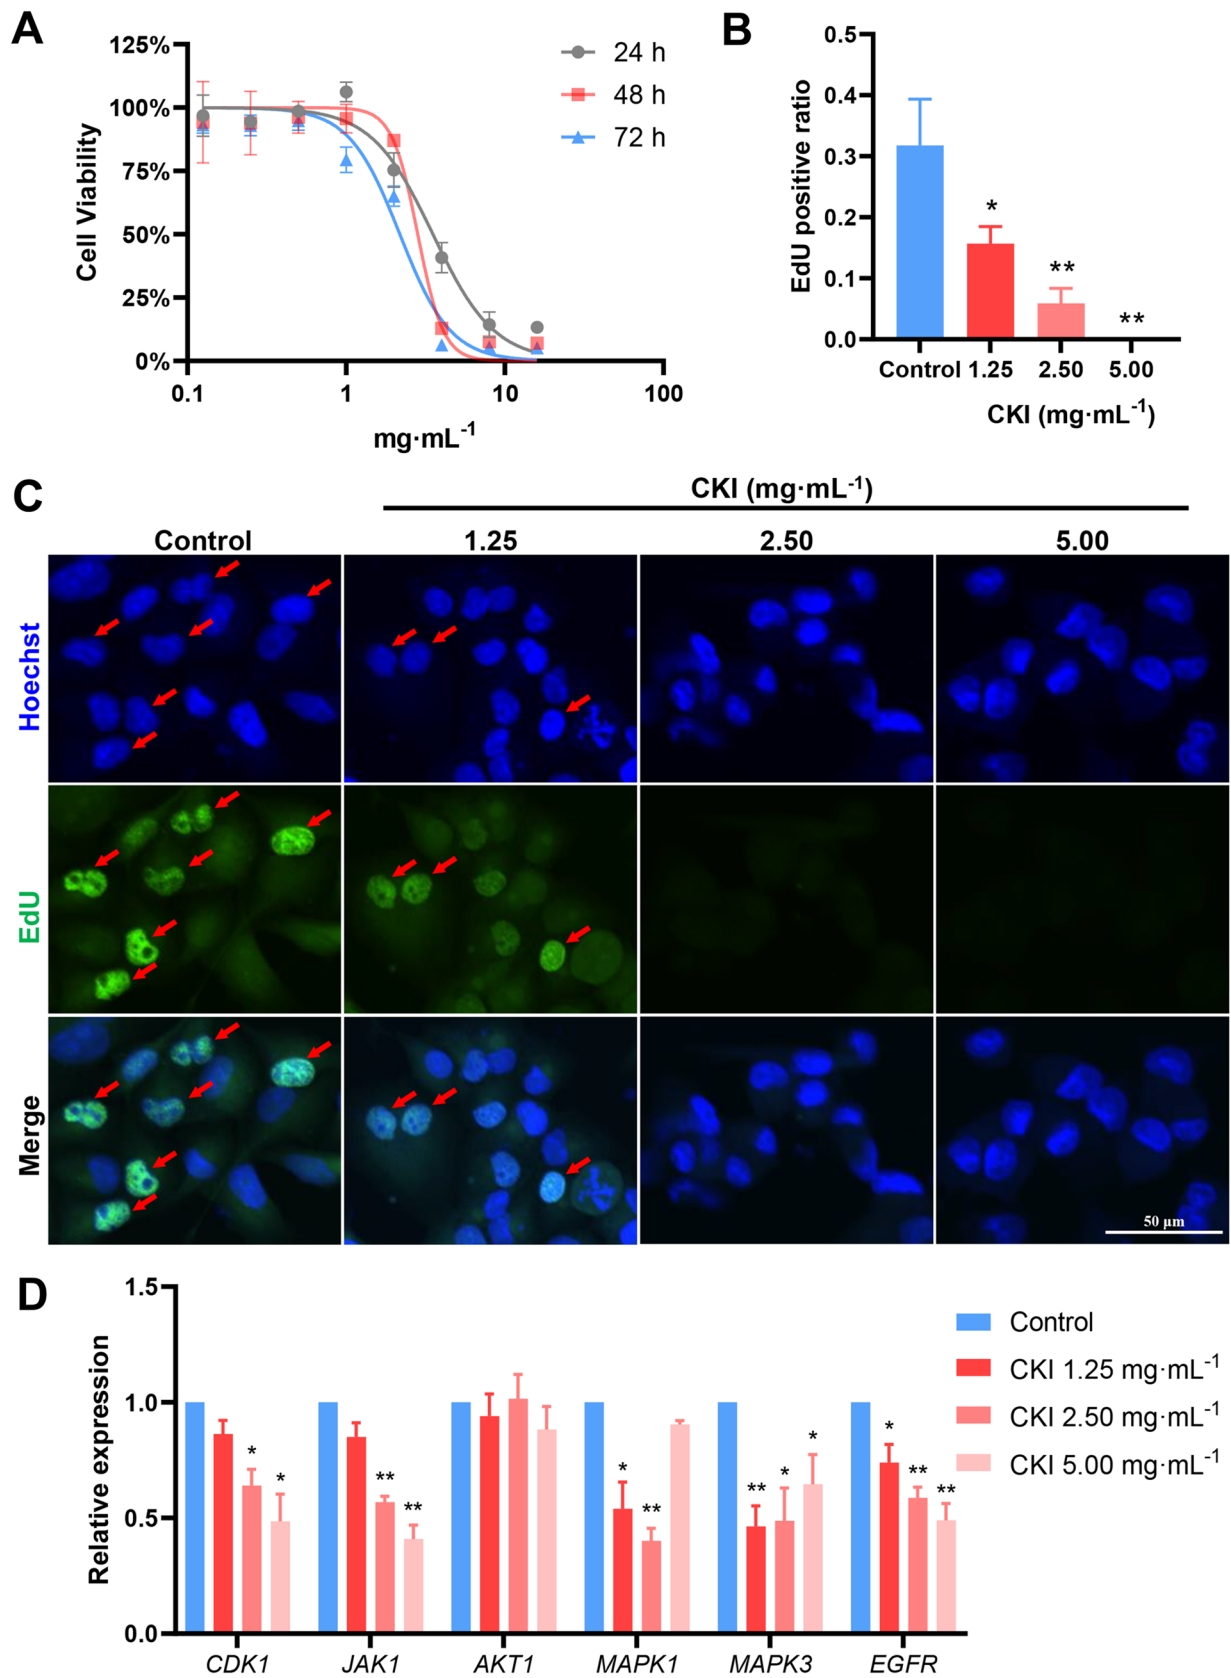 A
125%
100%
75%
50%
25%
0%
Cell Viability
0.1 1 10 100
mg·mL-1
24 h
48 h
72 h
B
0.5
0.4
0.3
0.2
0.1
0.0
EdU positive ratio
*
**
**
Control 1.25 2.50 5.00
CKI (mg·mL-1)
C
CKI (mg·mL-1)
Control 1.25 2.50 5.00
Hoechst
EdU
Merge
50 μm
D
1.5
1.0
0.5
0.0
Relative expression
* *
** **
* **
** * *
* ** **
CDK1 JAK1 AKT1 MAPK1 MAPK3 EGFR
Control
CKI 1.25 mg·mL-1
CKI 2.50 mg·mL-1
CKI 5.00 mg·mL-1